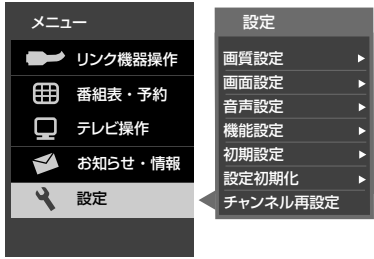 メニュー
リンク機器操作
番組表・予約
テレビ操作
お知らせ・情報
設定
設定
画質設定
画面設定
音声設定
機能設定
初期設定
設定初期化
チャンネル再設定